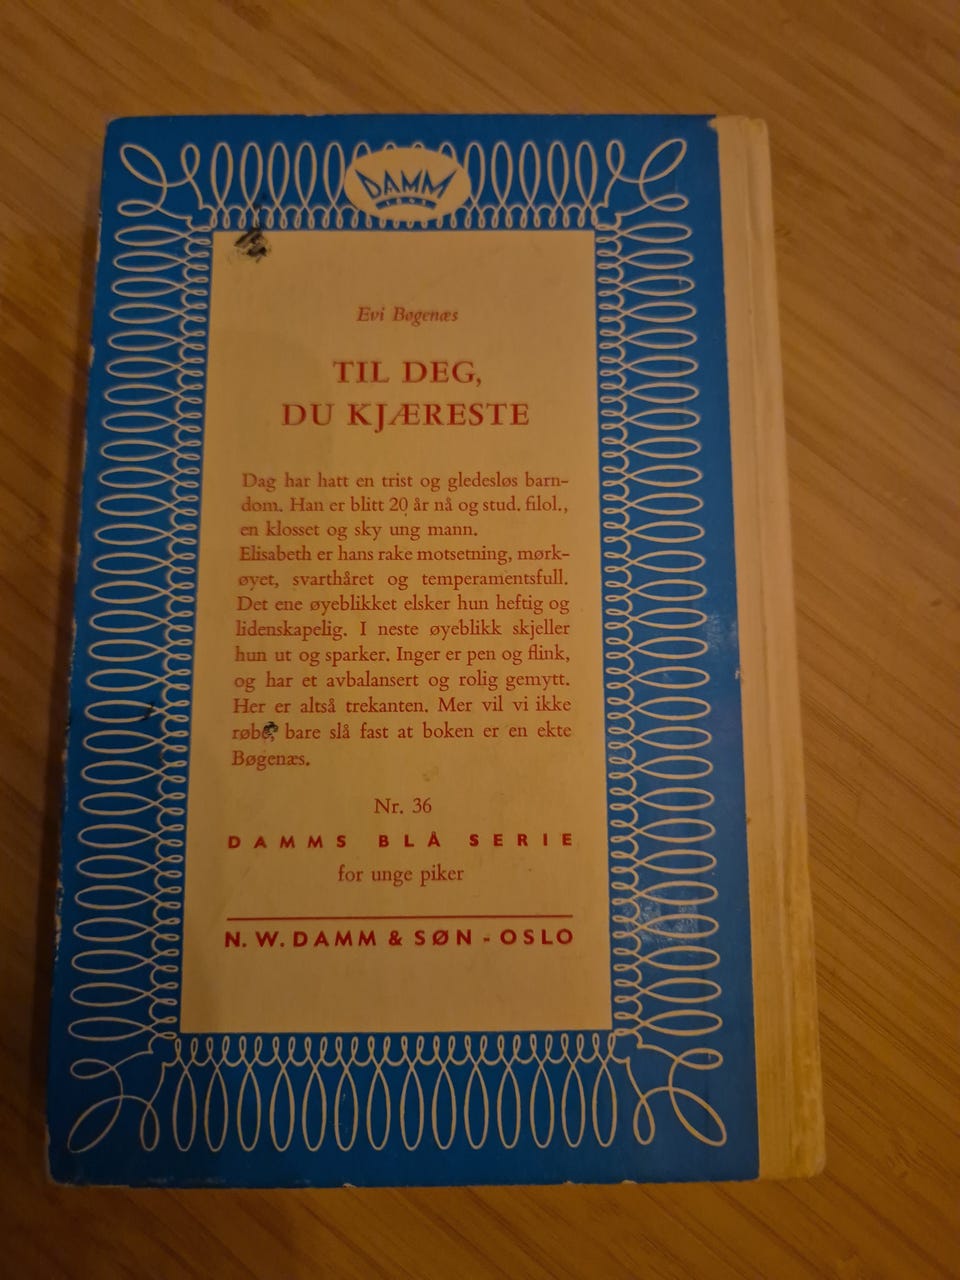 DAMM
1843
Evi Bøgenæs
TIL DEG,
DU KJÆRESTE
Dag har hatt en trist og gledesløs barn-
dom. Han er blitt 20 år nå og stud. filol.,
en klosset og sky ung mann.
Elisabeth er hans rake motsetning, mørk-
øyet, svarthåret og temperamentsfull.
Det ene øyeblikket elsker hun heftig og
lidenskapelig. I neste øyeblikk skjeller
hun ut og sparker. Inger er pen og flink,
og har et avbalansert og rolig gemytt.
Her er altså trekanten. Mer vil vi ikke
røbe, bare slå fast at boken er en ekte
Bøgenæs.
Nr. 36
DAMMS BLÅ SERIE
for unge piker
N. W. DAMM & SØN - OSLO